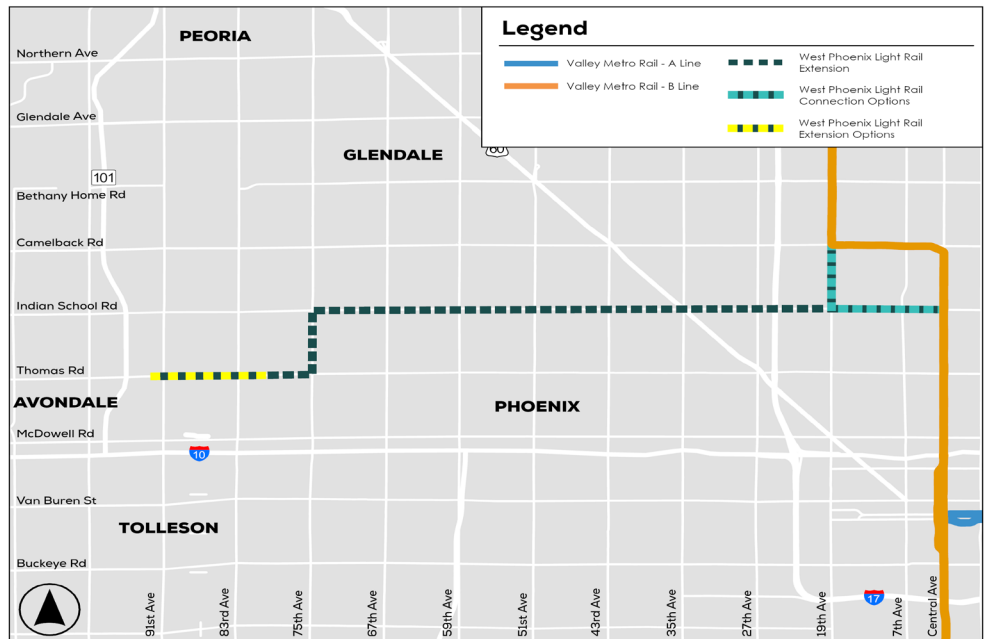 Legend
Valley Metro Rail - A Line
Valley Metro Rail - B Line
West Phoenix Light Rail
Extension
West Phoenix Light Rail
Connection Options
West Phoenix Light Rail
Extension Options
PEORIA
Northern Ave
Glendale Ave
GLENDALE
60
101
Bethany Home Rd
Camelback Rd
Indian School Rd
Thomas Rd
AVONDALE
PHOENIX
McDowell Rd
10
Van Buren St
TOLLESON
Buckeye Rd
17
91st Ave
83rd Ave
75th Ave
67th Ave
59th Ave
51st Ave
43rd Ave
35th Ave
27th Ave
19th Ave
7th Ave
Central Ave